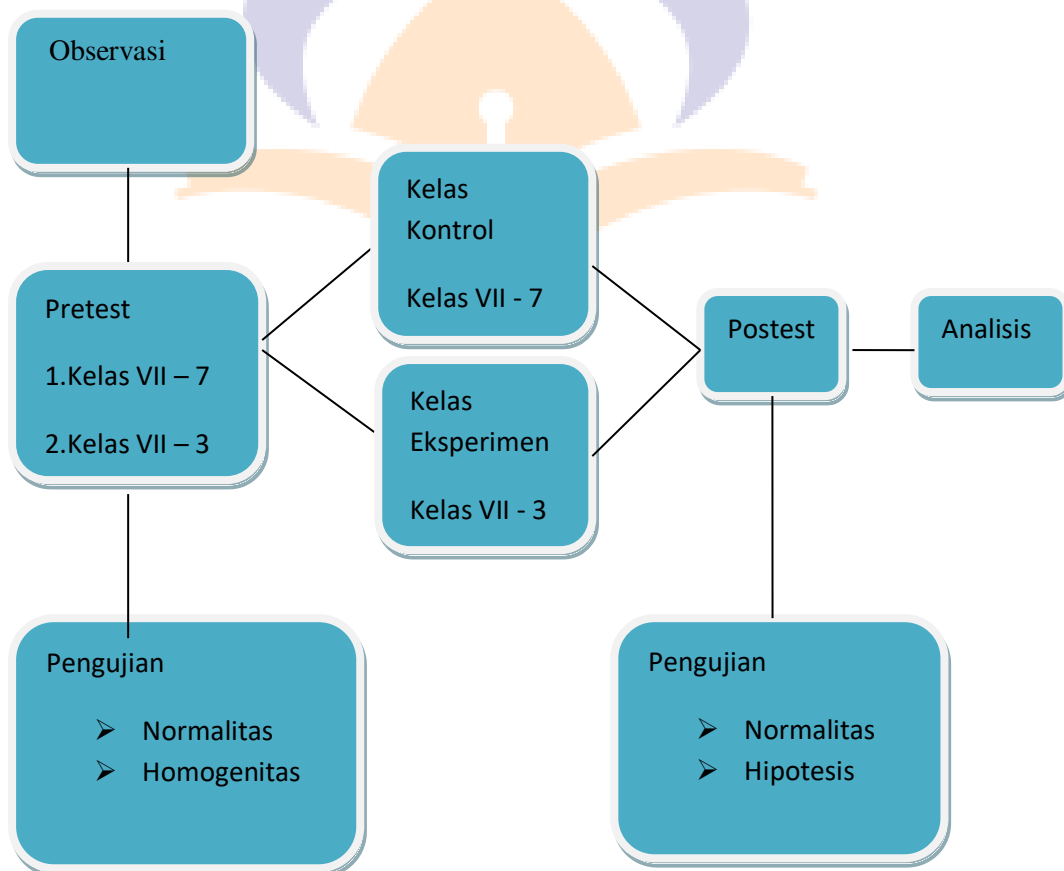 Observasi
Pretest
1.Kelas VII – 7
2.Kelas VII – 3
Kelas
Kontrol
Kelas VII - 7
Kelas
Eksperimen
Kelas VII - 3
Postest
Analisis
Pengujian
➢ Normalitas
➢ Homogenitas
Pengujian
➢ Normalitas
➢ Hipotesis